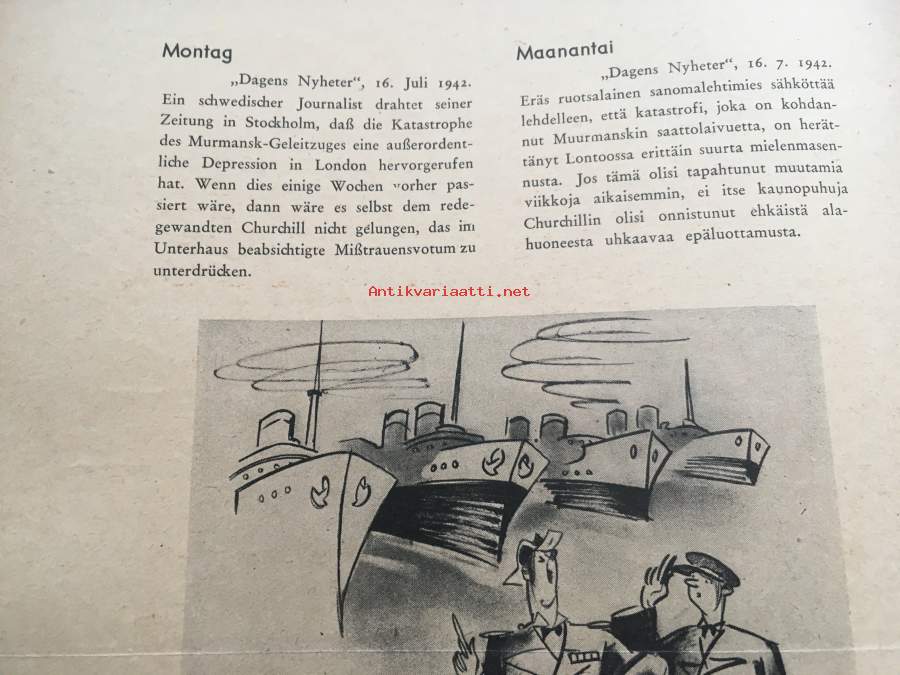 Montag
„Dagens Nyheter“, 16. Juli 1942.
Ein schwedischer Journalist drahtet seiner
Zeitung in Stockholm, daß die Katastrophe
des Murmansk-Geleitzuges eine außerordent-
liche Depression in London hervorgerufen
hat. Wenn dies einige Wochen vorher pas-
siert wäre, dann wäre es selbst dem rede-
gewandten Churchill nicht gelungen, das im
Unterhaus beabsichtigte Mißtrauensvotum zu
unterdrücken.
Maanantai
„Dagens Nyheter“, 16. 7. 1942.
Eräs ruotsalainen sanomalehtimies sähköttää
lehdelleen, että katastrofi, joka on kohdan-
nut Muurmanskin saattolaivuetta, on herät-
tänyt Lontoossa erittäin suurta mielenmasen-
nusta. Jos tämä olisi tapahtunut muutamia
viikkoja aikaisemmin, ei itse kaunopuhuja
Churchillin olisi onnistunut ehkäistä ala-
huoneesta uhkaavaa epäluottamusta.
Antikvariaatti.net